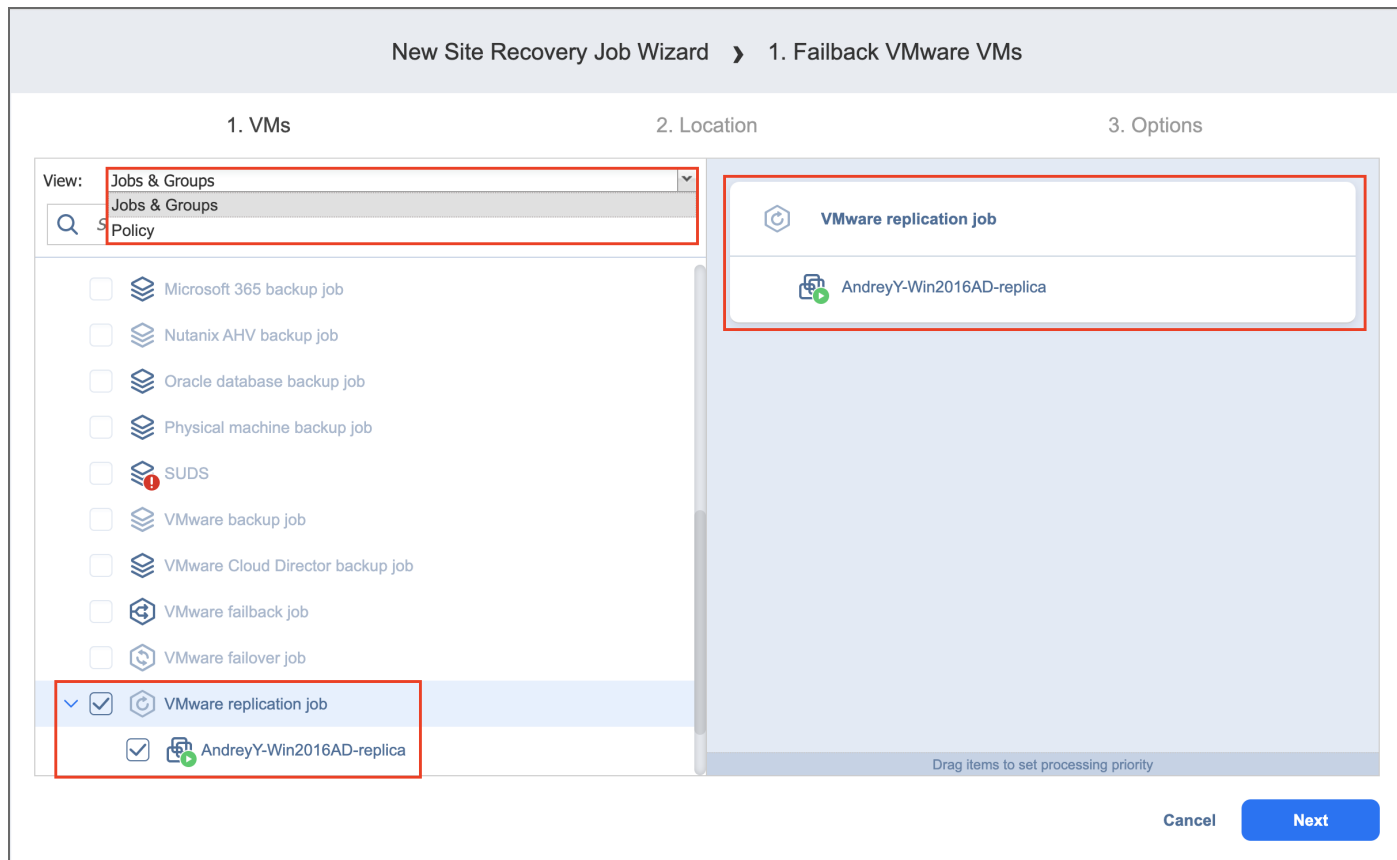 New Site Recovery Job Wizard ❯ 1. Failback VMware VMs
1. VMs
2. Location
3. Options
View:
Jobs & Groups
Jobs & Groups
Policy
S
Microsoft 365 backup job
Nutanix AHV backup job
Oracle database backup job
Physical machine backup job
SUDS
VMware backup job
VMware Cloud Director backup job
VMware failback job
VMware failover job
VMware replication job
AndreyY-Win2016AD-replica
VMware replication job
AndreyY-Win2016AD-replica
Drag items to set processing priority
Cancel
Next